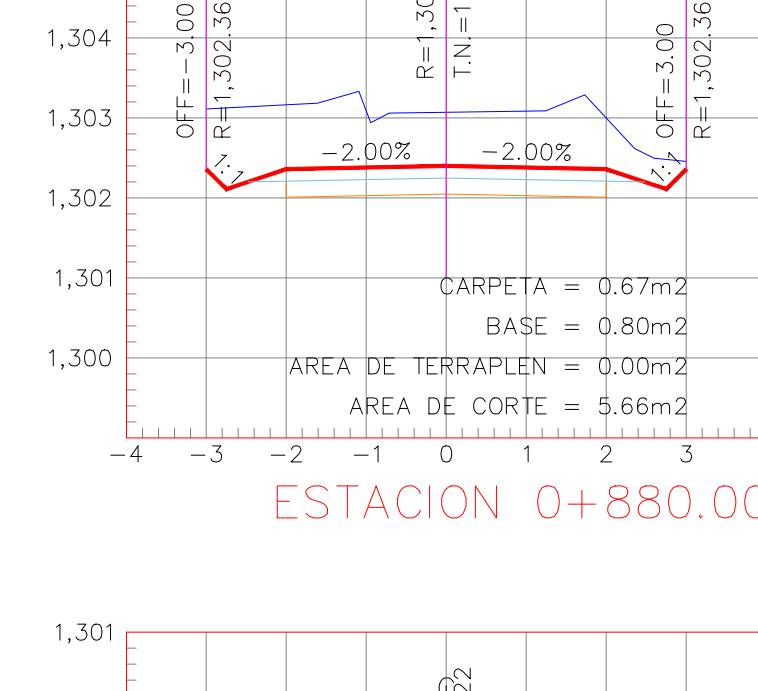 1,304
1,303
1,302
1,301
1,300
OFF=-3.00
R=1,302.36
R=1,30
T.N.=1
OFF=3.00
R=1,302.36
-2.00%
-2.00%
1:1
1:1
CARPETA = 0.67m2
BASE = 0.80m2
AREA DE TERRAPLEN = 0.00m2
AREA DE CORTE = 5.66m2
-4 -3 -2 -1 0 1 2 3
ESTACION 0+880.00
1,301